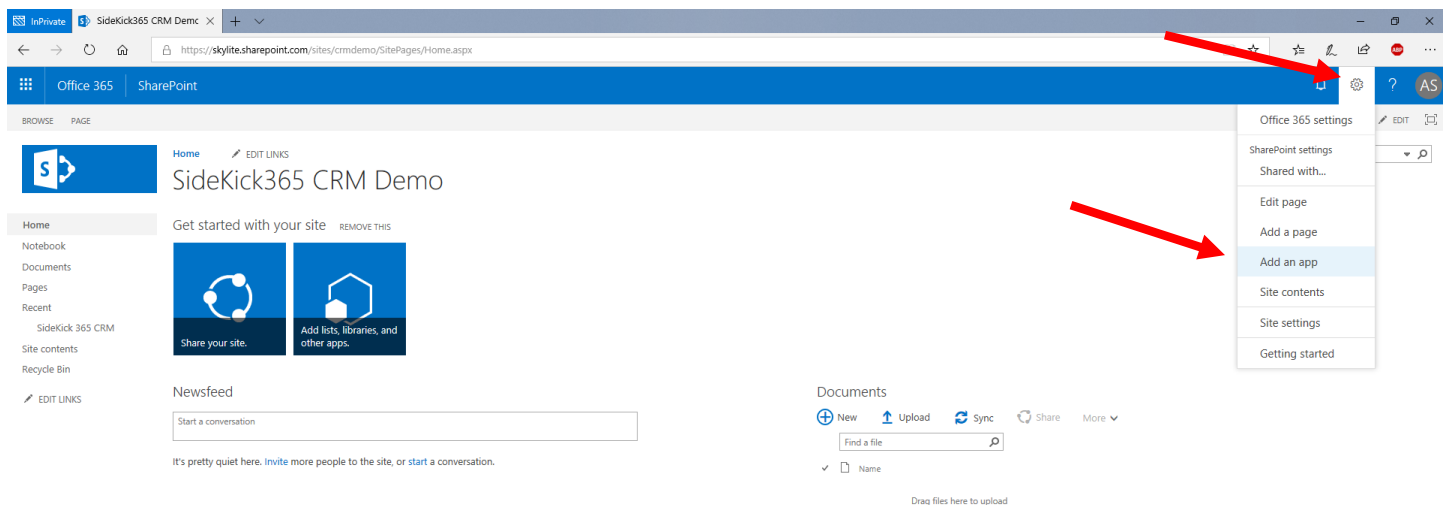 InPrivate SideKick365 CRM Demc
https://skylite.sharepoint.com/sites/crmdemo/SitePages/Home.aspx
ABP
Office 365 SharePoint
? AS
BROWSE PAGE
EDIT
Office 365 settings
SharePoint settings
Shared with...
Edit page
Add a page
Add an app
Site contents
Site settings
Getting started
S
Home EDIT LINKS
SideKick365 CRM Demo
Home
Notebook
Documents
Pages
Recent
SideKick 365 CRM
Site contents
Recycle Bin
EDIT LINKS
Get started with your site REMOVE THIS
Share your site.
Add lists, libraries, and
other apps.
Newsfeed
Start a conversation
It's pretty quiet here. Invite more people to the site, or start a conversation.
Documents
New Upload Sync Share More
Find a file
Name
Drag files here to upload